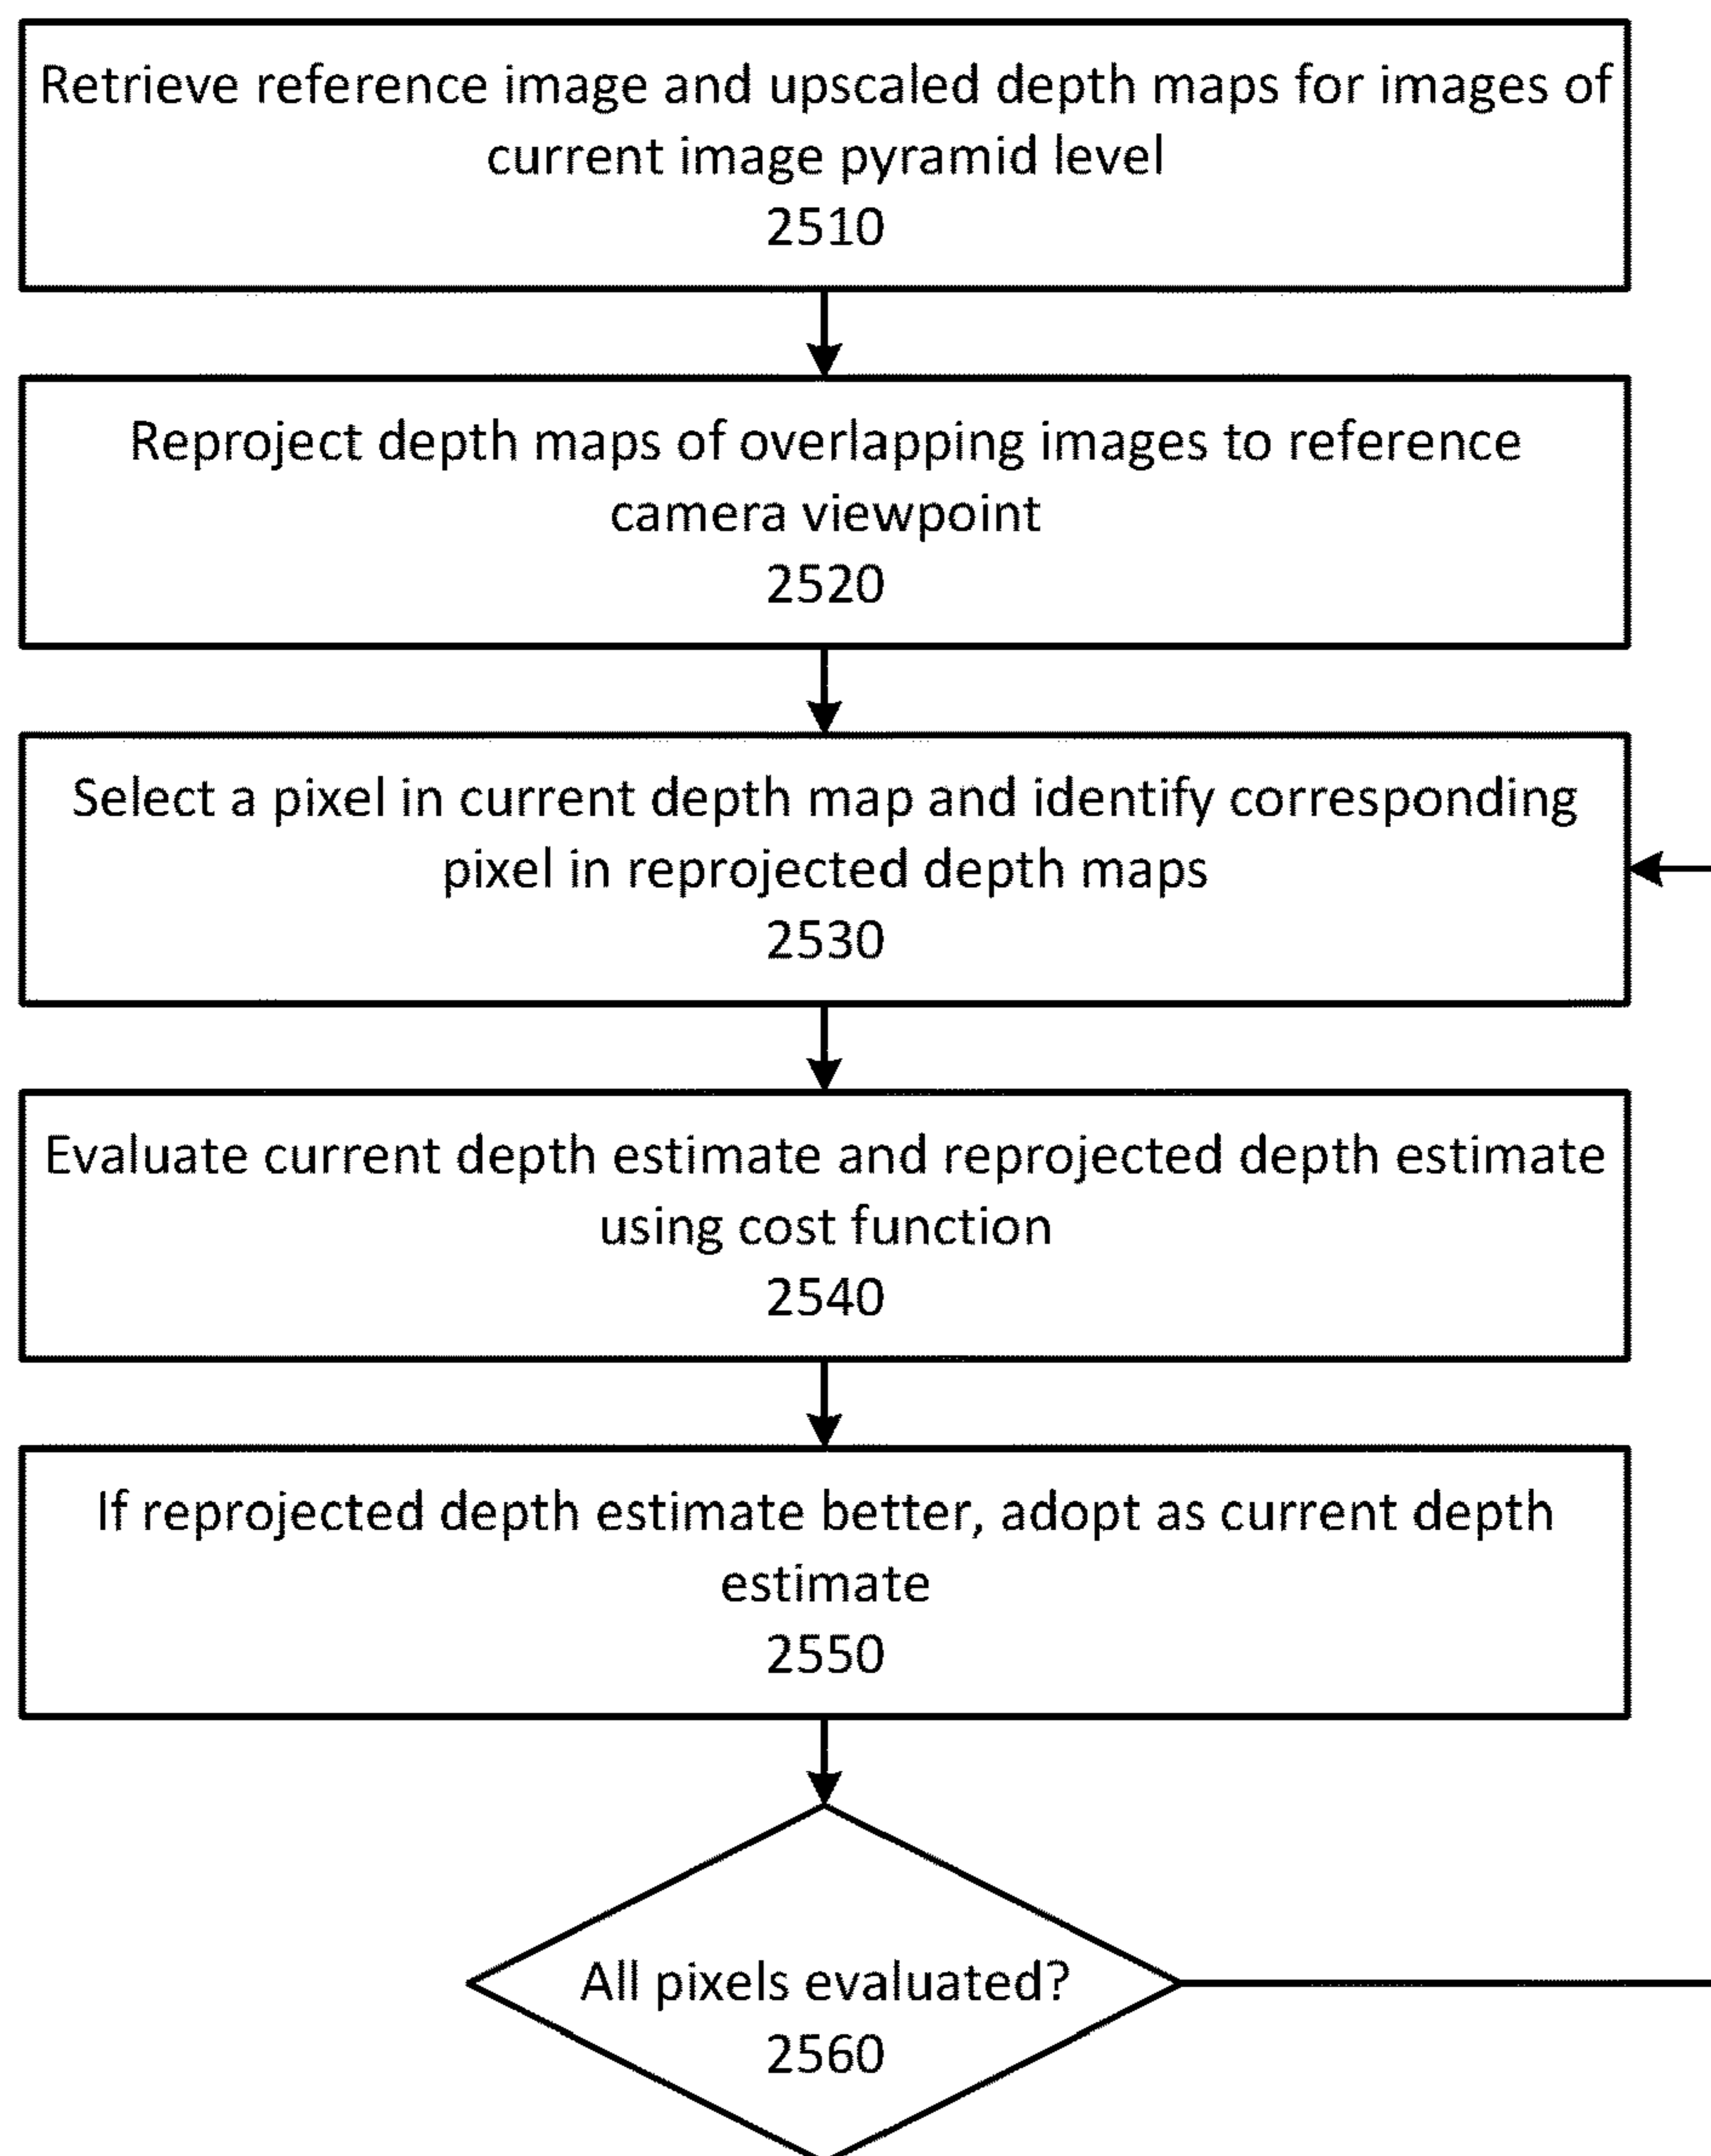 Retrieve reference image and upscaled depth maps for images of
current image pyramid level
2510
Reproject depth maps of overlapping images to reference
camera viewpoint
2520
Select a pixel in current depth map and identify corresponding
pixel in reprojected depth maps
2530
Evaluate current depth estimate and reprojected depth estimate
using cost function
2540
If reprojected depth estimate better, adopt as current depth
estimate
2550
All pixels evaluated?
2560